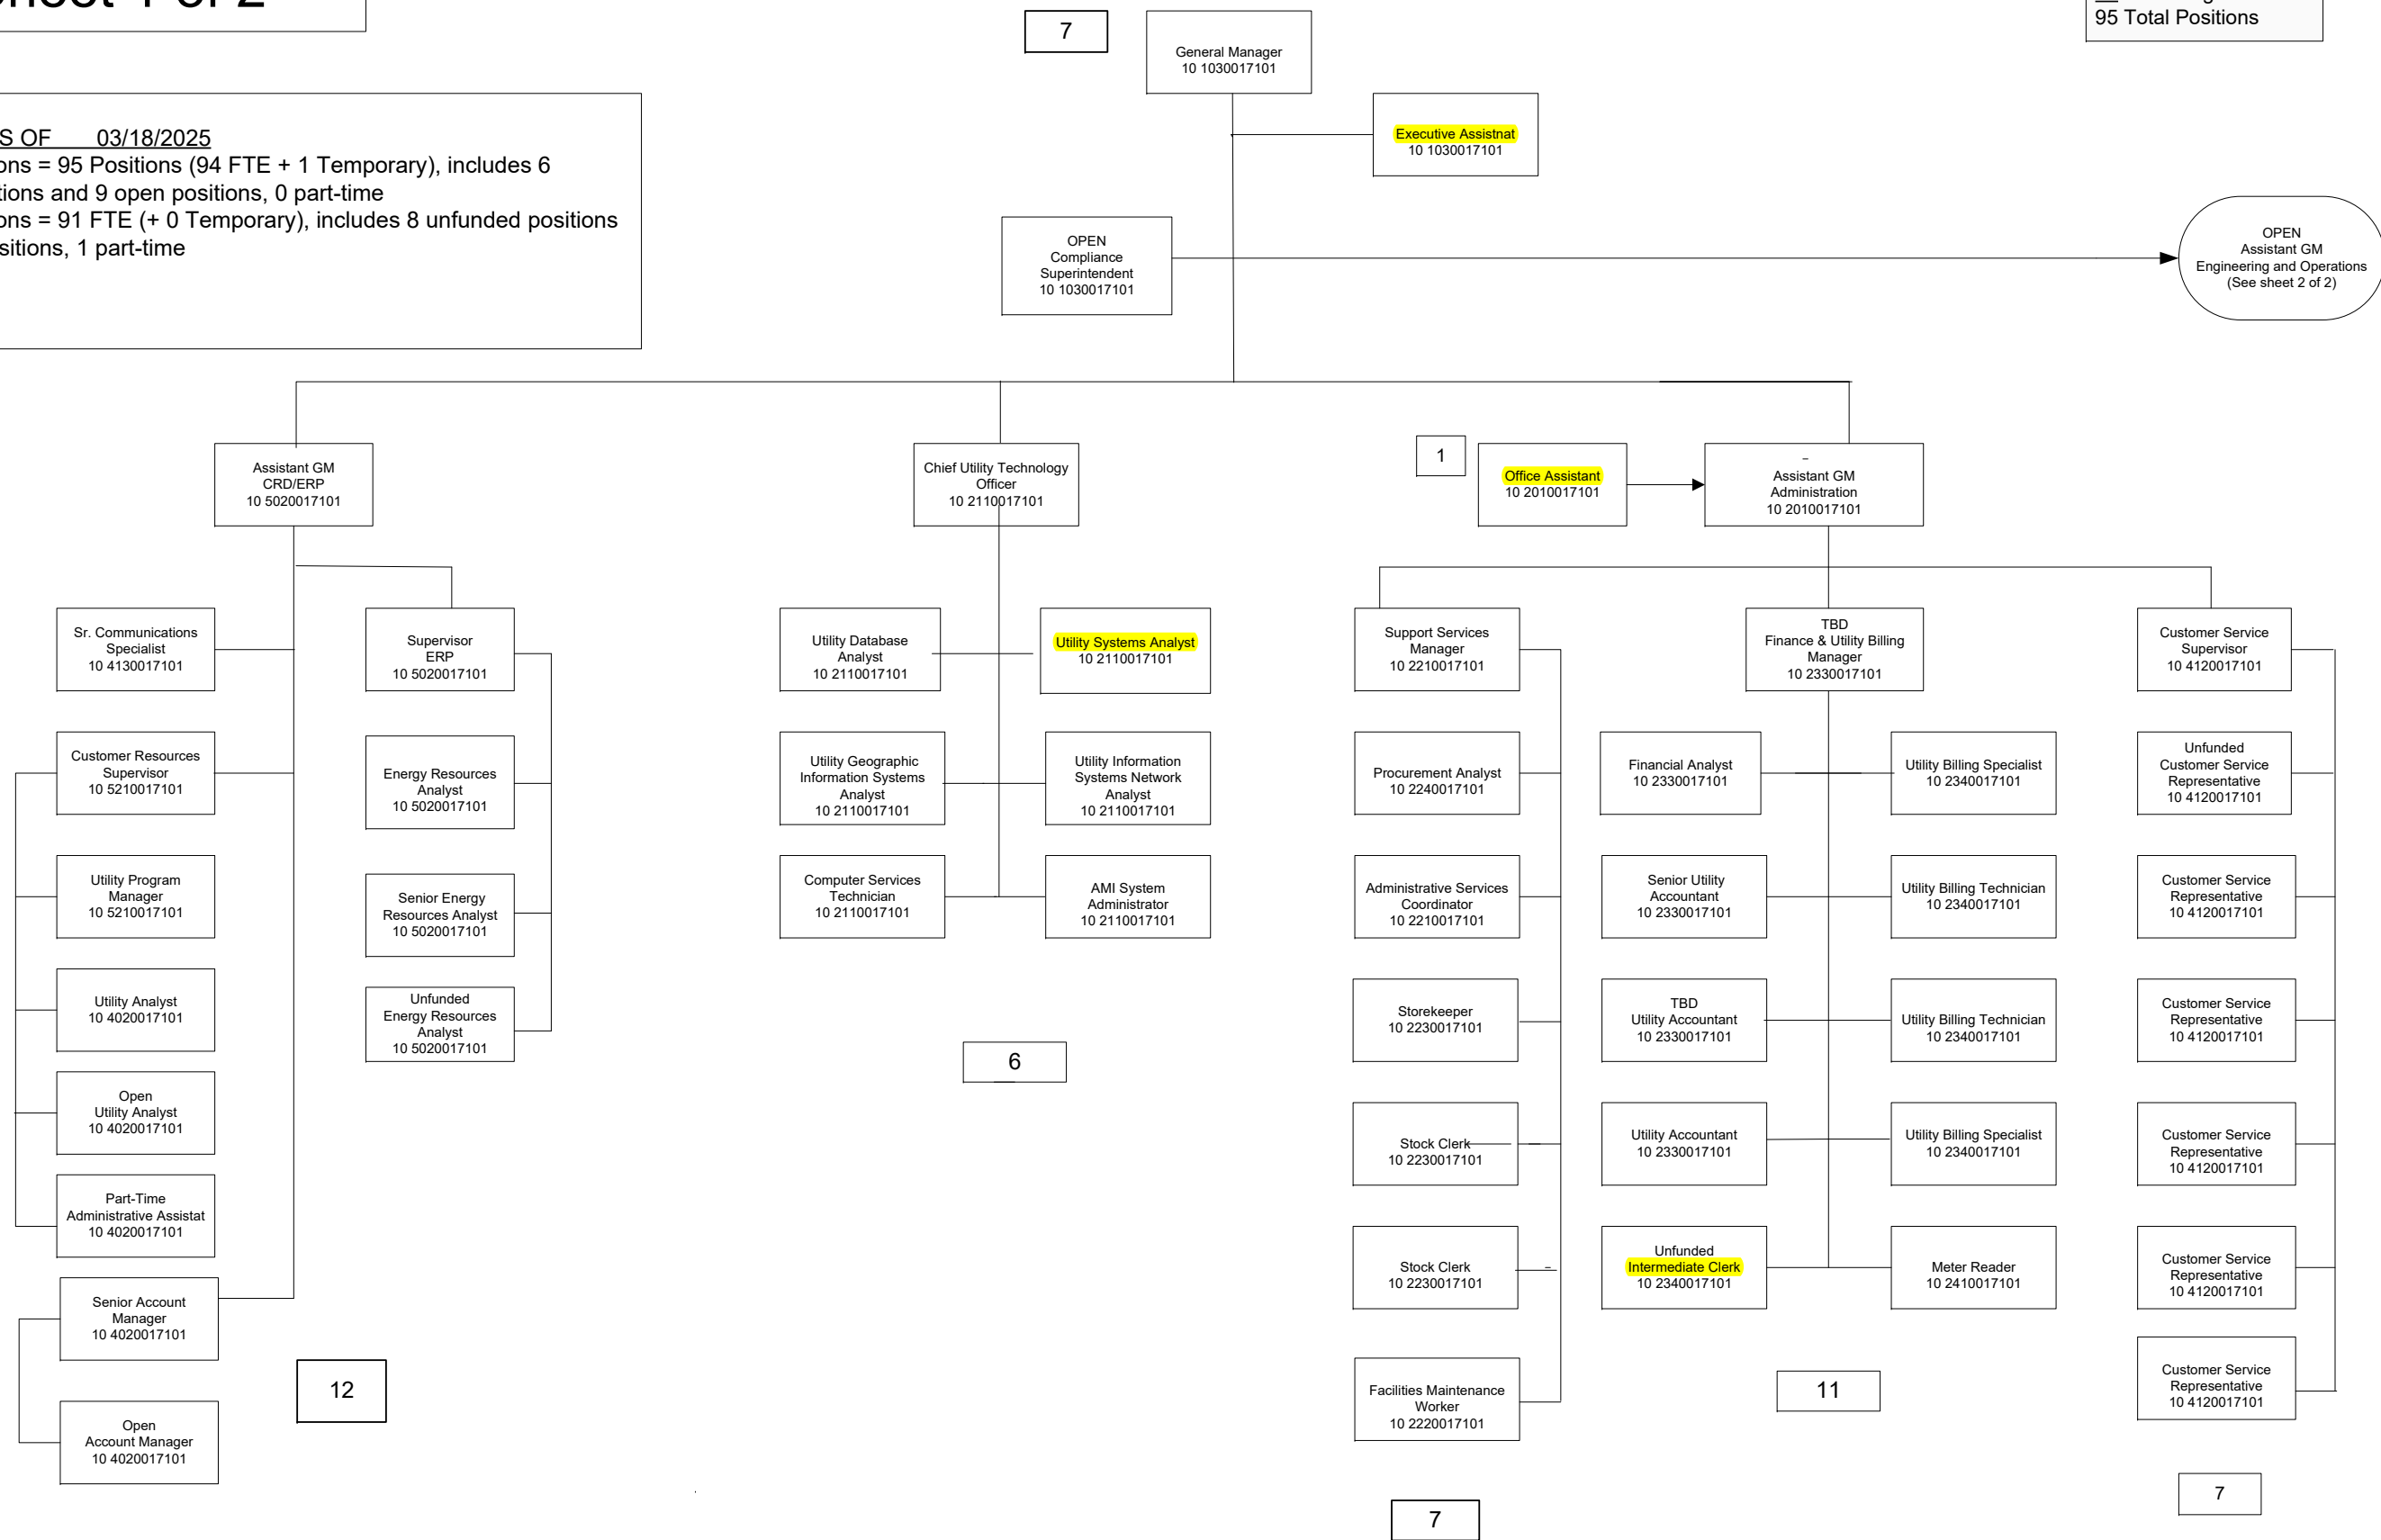 7
95 Total Positions
General Manager
10 1030017101
Executive Assistnat
10 1030017101
OF 03/18/2025
= 95 Positions (94 FTE + 1 Temporary), includes 6
and 9 open positions, 0 part-time
= 91 FTE (+ 0 Temporary), includes 8 unfunded positions
1 part-time
OPEN
Compliance
Superintendent
10 1030017101
OPEN
Assistant GM
Engineering and Operations
(See sheet 2 of 2)
Assistant GM
CRD/ERP
10 5020017101
Chief Utility Technology
Officer
10 2110017101
1
Office Assistant
10 2010017101
Assistant GM
Administration
10 2010017101
Sr. Communications
Specialist
10 4130017101
Supervisor
ERP
10 5020017101
Customer Resources
Supervisor
10 5210017101
Energy Resources
Analyst
10 5020017101
Utility Program
Manager
10 5210017101
Senior Energy
Resources Analyst
10 5020017101
Utility Analyst
10 4020017101
Unfunded
Energy Resources
Analyst
10 5020017101
Open
Utility Analyst
10 4020017101
Part-Time
Administrative Assistat
10 4020017101
Senior Account
Manager
10 4020017101
Open
Account Manager
10 4020017101
12
Utility Database
Analyst
10 2110017101
Utility Systems Analyst
10 2110017101
Utility Geographic
Information Systems
Analyst
10 2110017101
Utility Information
Systems Network
Analyst
10 2110017101
Computer Services
Technician
10 2110017101
AMI System
Administrator
10 2110017101
6
Support Services
Manager
10 2210017101
Procurement Analyst
10 2240017101
Administrative Services
Coordinator
10 2210017101
Storekeeper
10 2230017101
Stock Clerk
10 2230017101
Stock Clerk
10 2230017101
Facilities Maintenance
Worker
10 2220017101
7
TBD
Finance & Utility Billing
Manager
10 2330017101
Financial Analyst
10 2330017101
Utility Billing Specialist
10 2340017101
Senior Utility
Accountant
10 2330017101
Utility Billing Technician
10 2340017101
TBD
Utility Accountant
10 2330017101
Utility Billing Technician
10 2340017101
Utility Accountant
10 2330017101
Utility Billing Specialist
10 2340017101
Unfunded
Intermediate Clerk
10 2340017101
Meter Reader
10 2410017101
11
Customer Service
Supervisor
10 4120017101
Unfunded
Customer Service
Representative
10 4120017101
Customer Service
Representative
10 4120017101
Customer Service
Representative
10 4120017101
Customer Service
Representative
10 4120017101
Customer Service
Representative
10 4120017101
Customer Service
Representative
10 4120017101
7